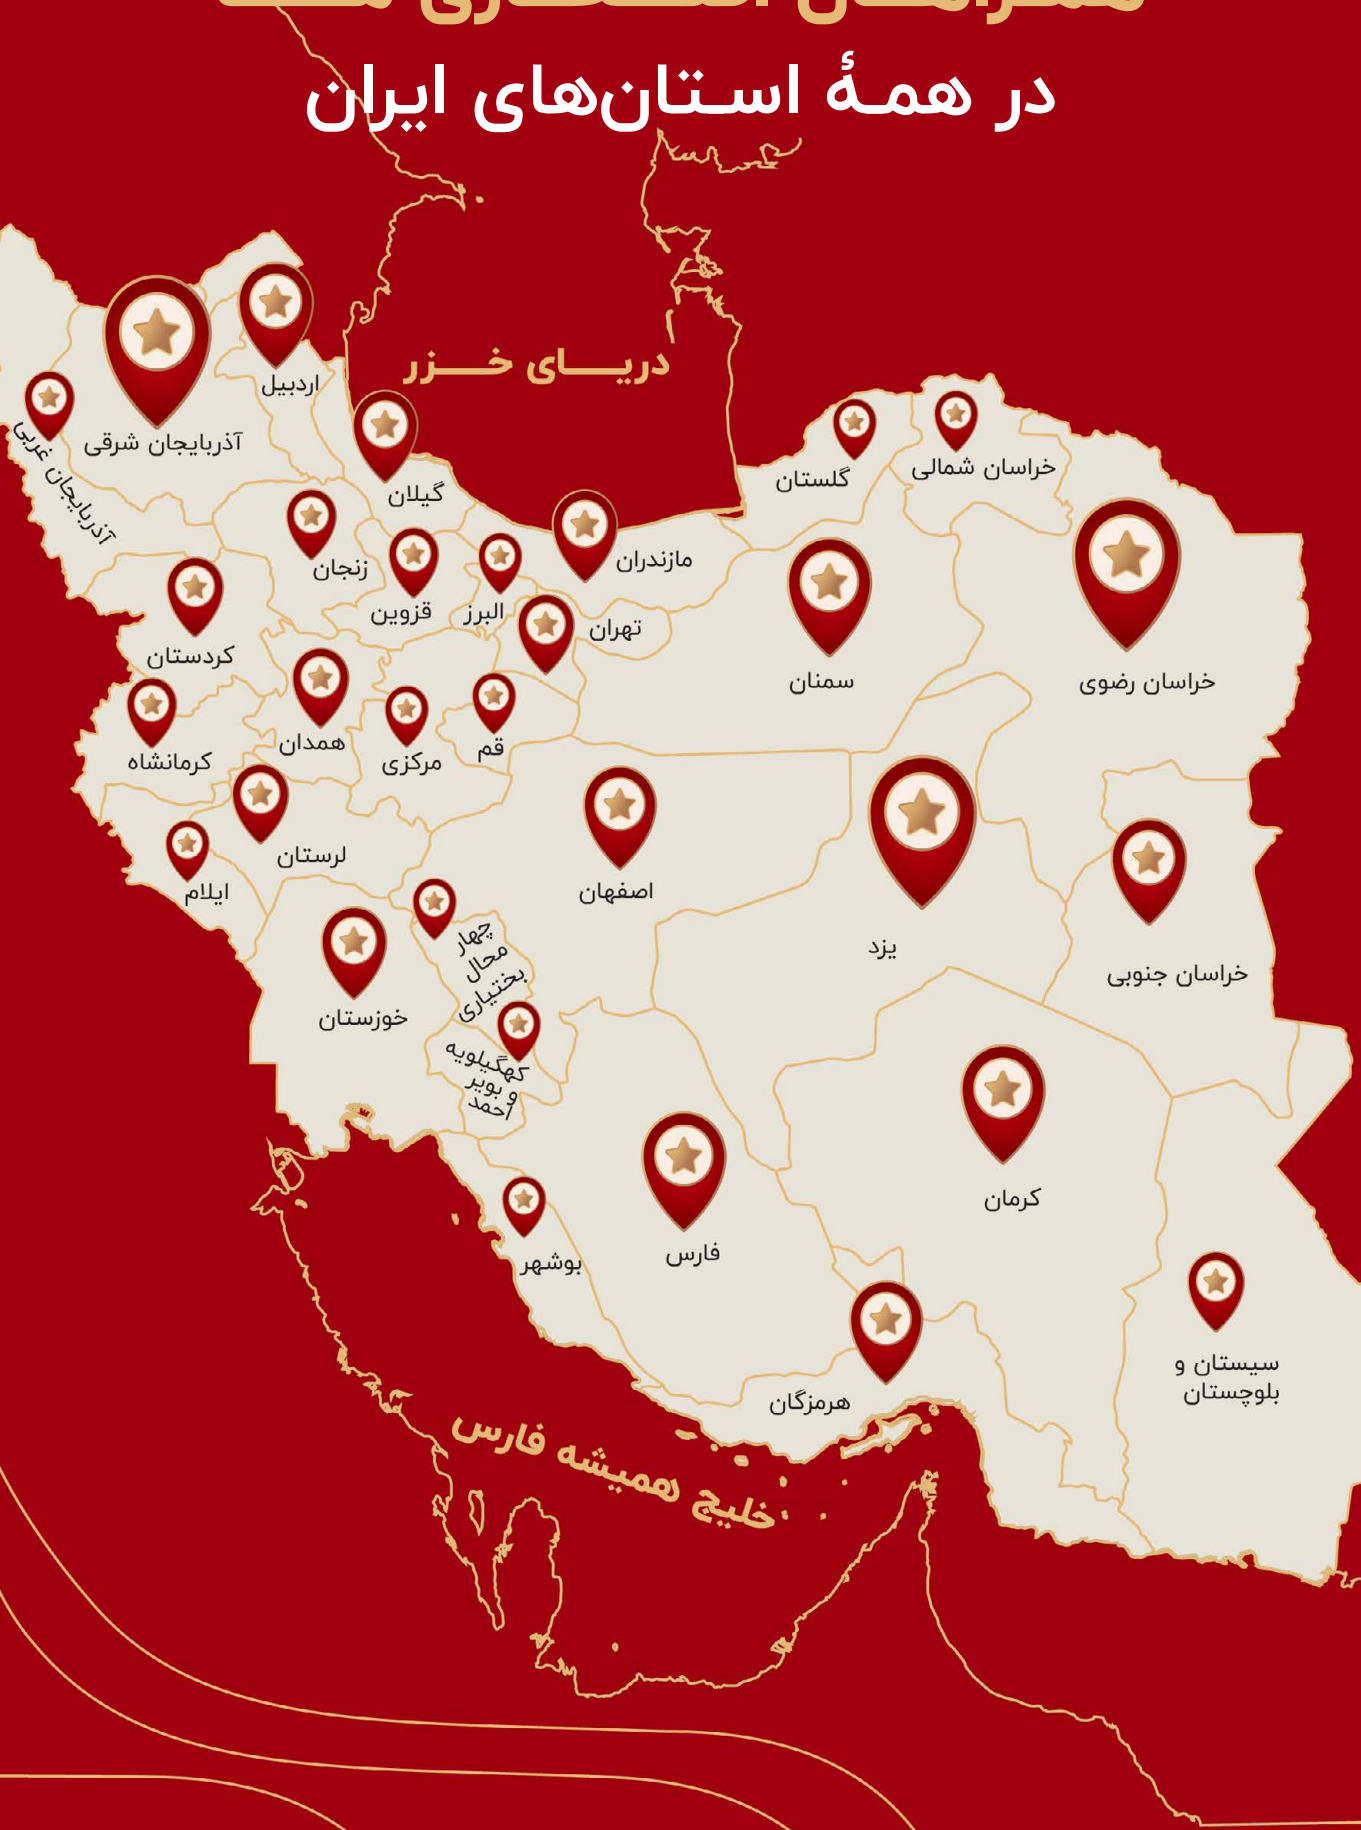 در همهٔ استان‌های ایران
دریای خزر
اردبیل
آذربایجان شرقی
آذربایجان غربی
گیلان
گلستان
خراسان شمالی
مازندران
زنجان
قزوین
البرز
تهران
کردستان
سمنان
خراسان رضوی
همدان
مرکزی
قم
کرمانشاه
لرستان
ایلام
اصفهان
یزد
خراسان جنوبی
چهار
محال
بختیاری
خوزستان
کهگیلویه
و بویر
احمد
کرمان
فارس
بوشهر
سیستان و
بلوچستان
هرمزگان
خلیج همیشه فارس